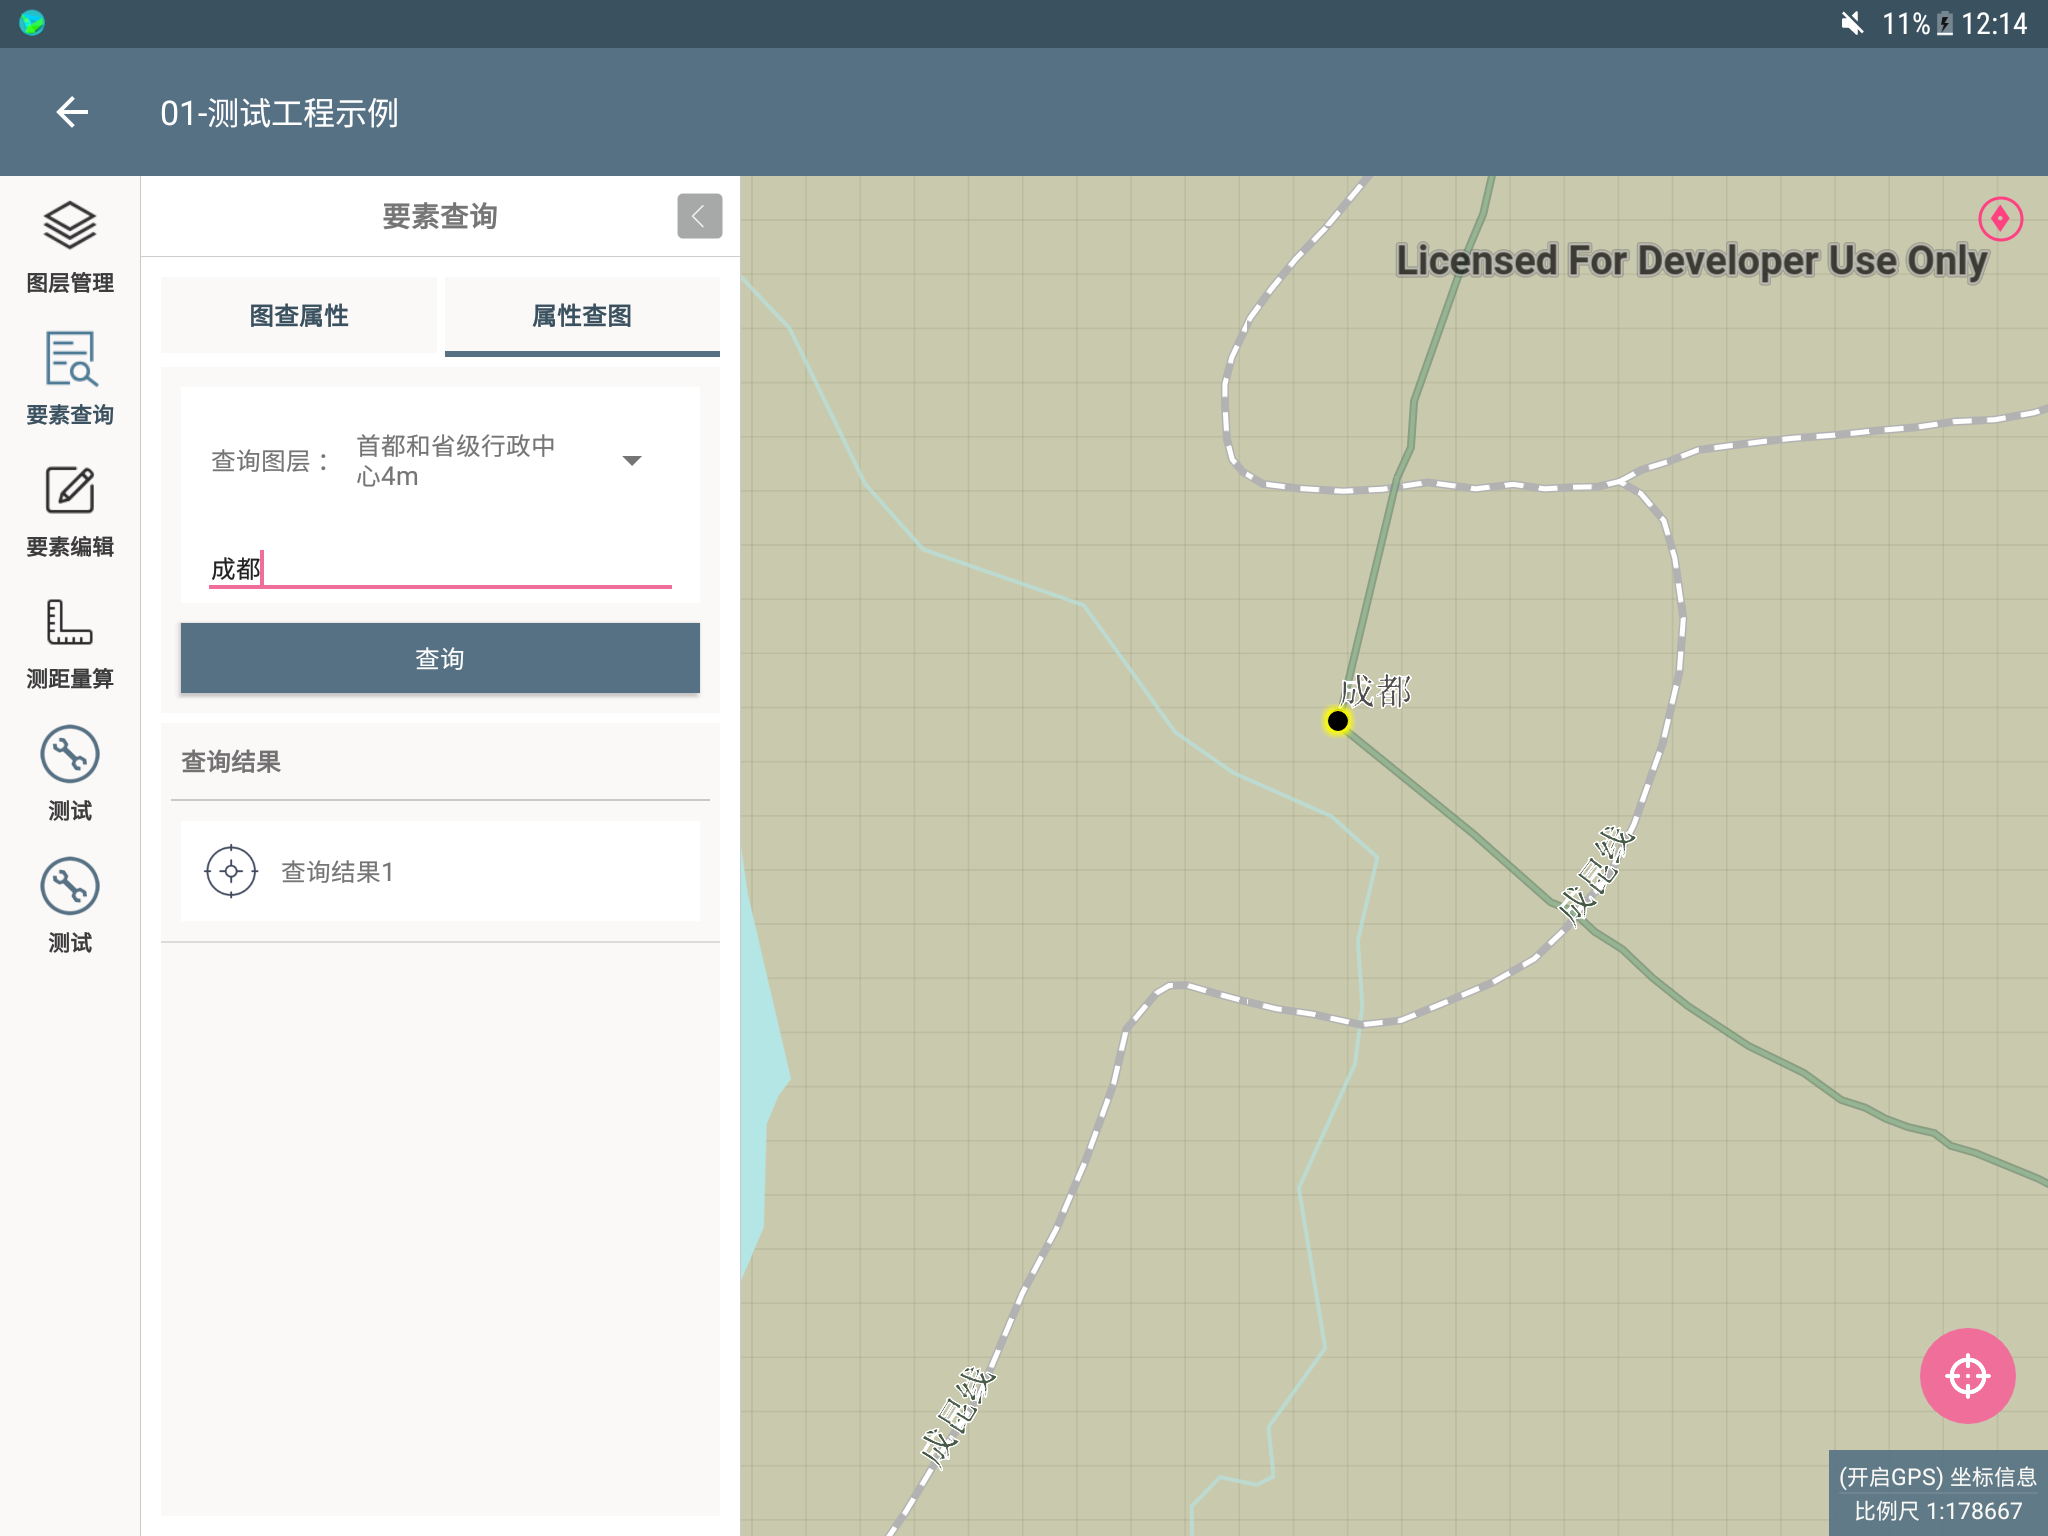 11% 12:14
01-测试工程示例
图层管理
要素查询
要素编辑
测距量算
测试
测试
要素查询
图查属性
属性查图
查询图层：
首都和省级行政中
心4m
成都
查询
查询结果
查询结果1
Licensed For Developer Use Only
成都
成昆线
成昆线
(开启GPS) 坐标信息
比例尺 1:178667